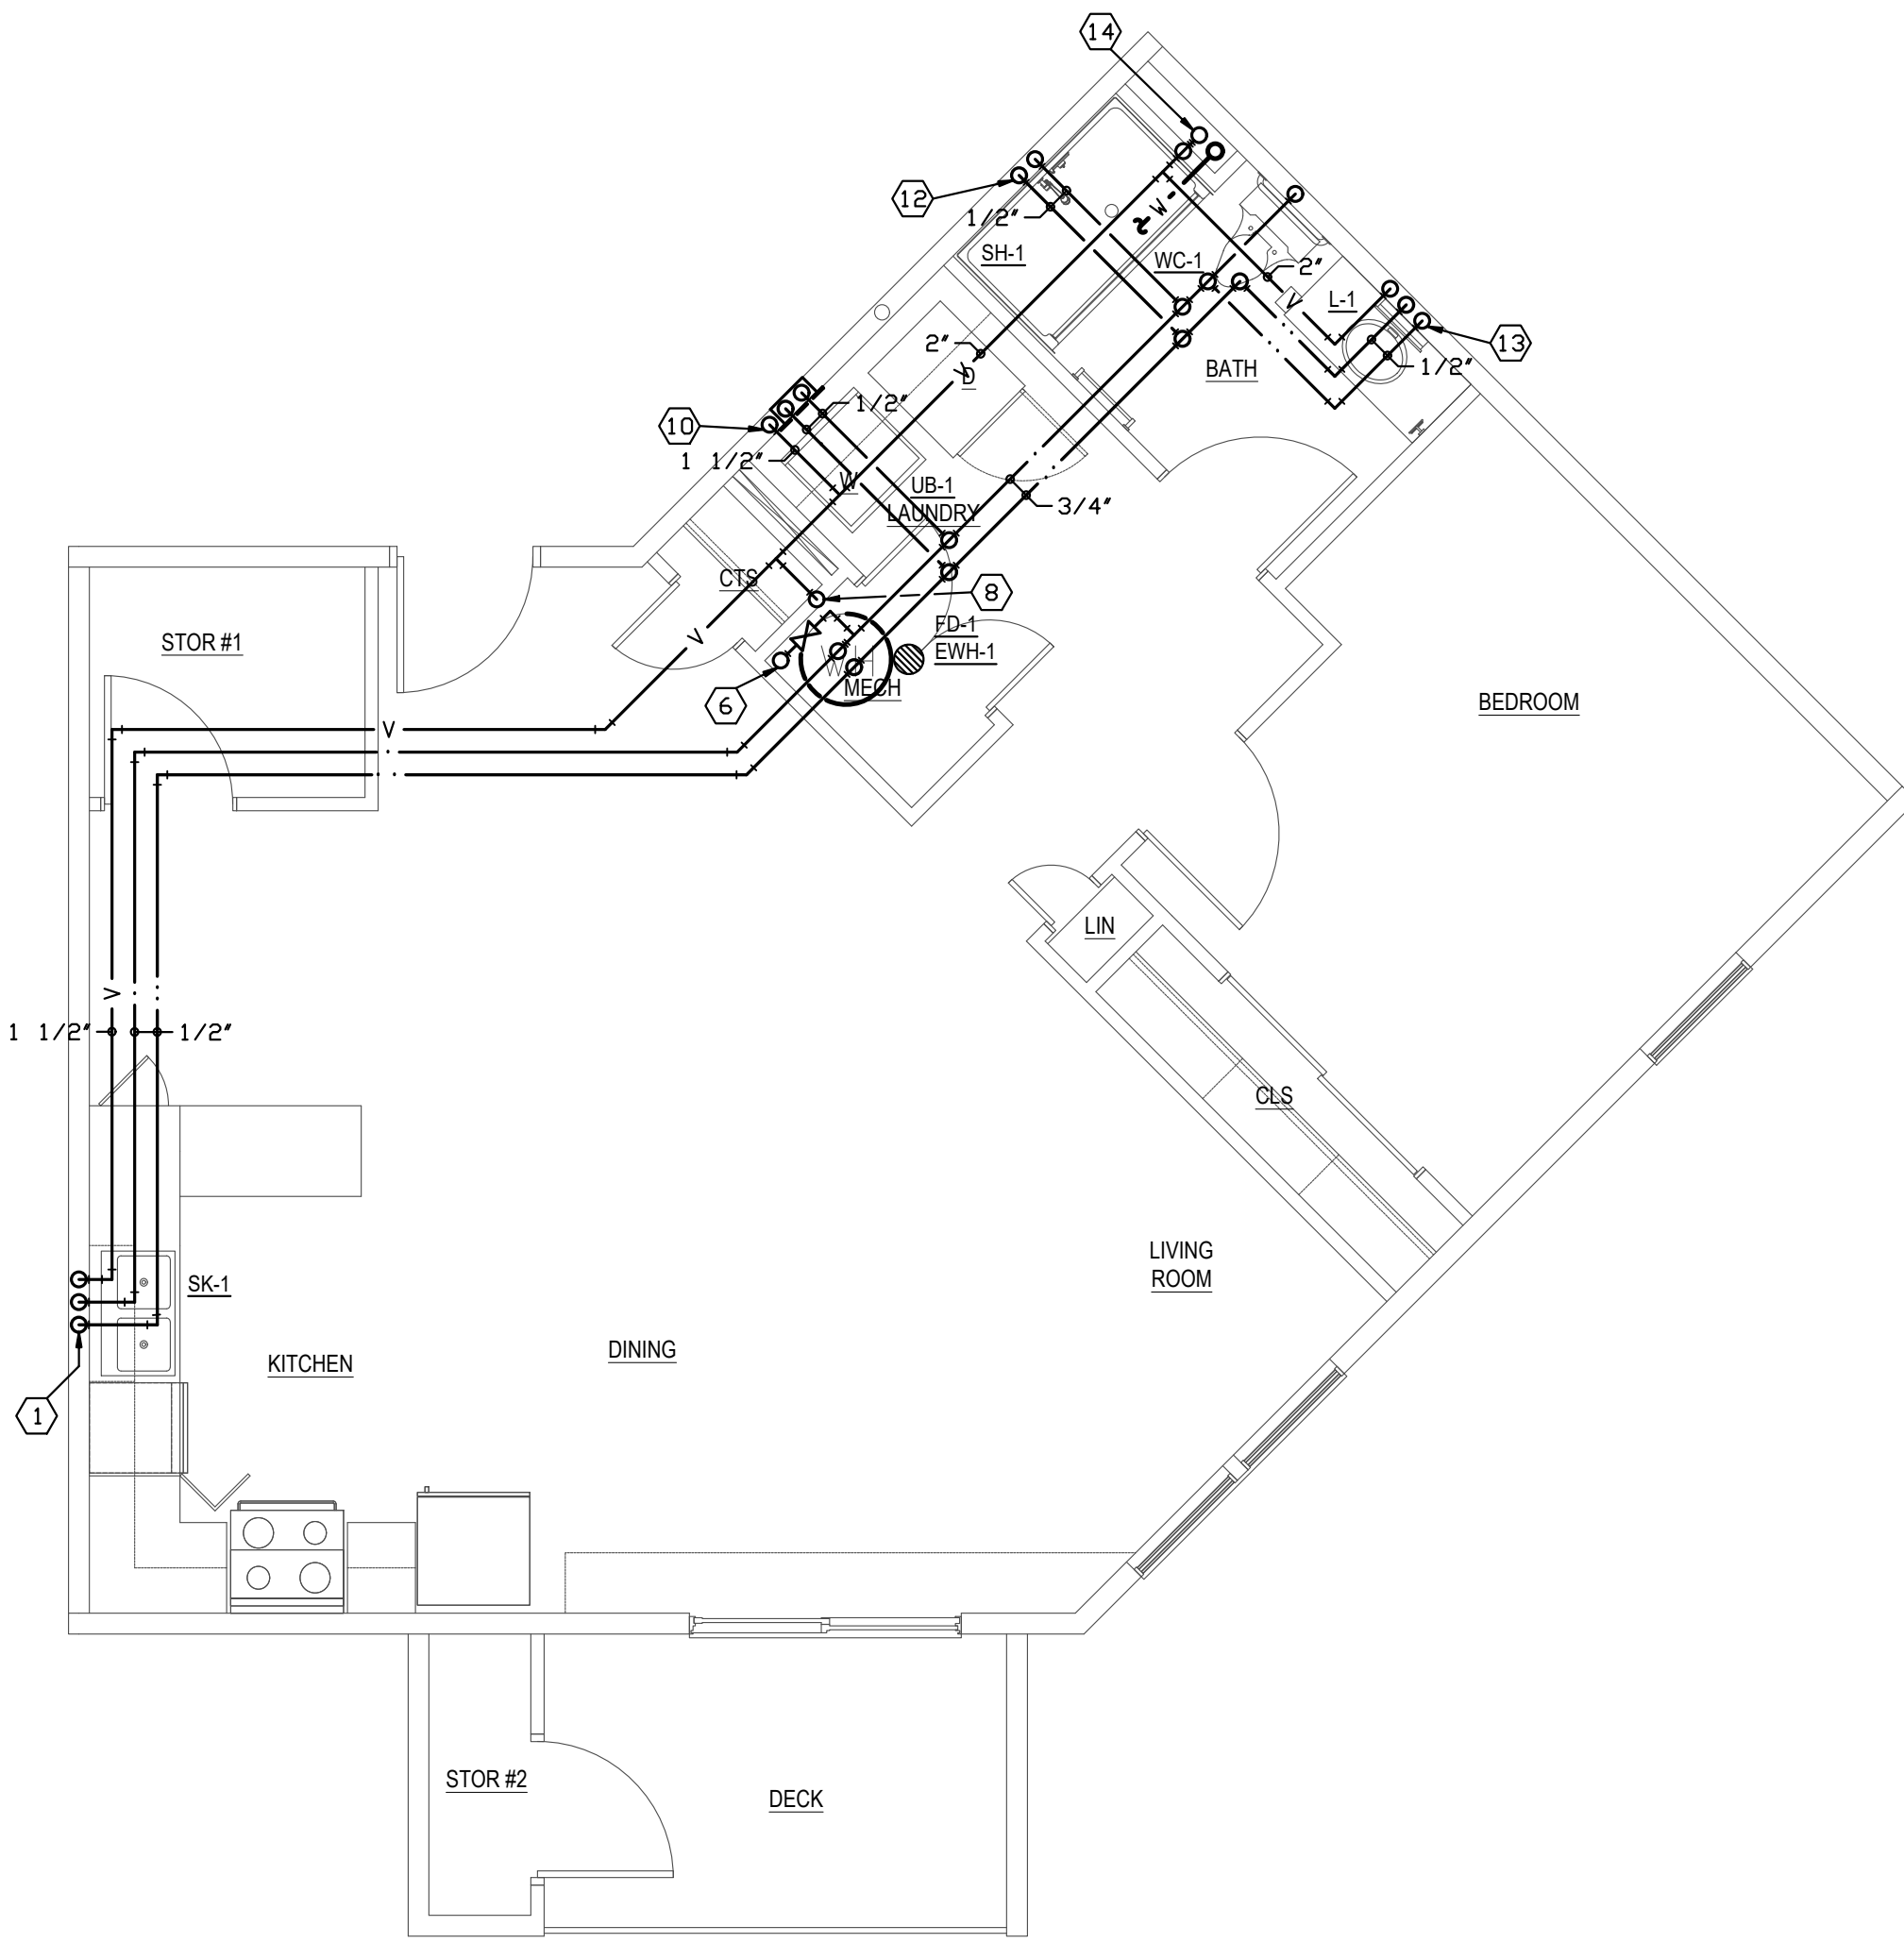 14
12
1/2"
SH-1
2"
W
WC-1
2"
V
L-1
13
1/2"
BATH
2"
V
D
10
1/2"
1 1/2"
W
UB-1
LAUNDRY
3/4"
CTS
8
V
FD-1
EWH-1
WH
MECH
6
STOR #1
V
BEDROOM
LIN
V
1 1/2"
1/2"
CLS
LIVING
ROOM
SK-1
KITCHEN
DINING
1
STOR #2
DECK